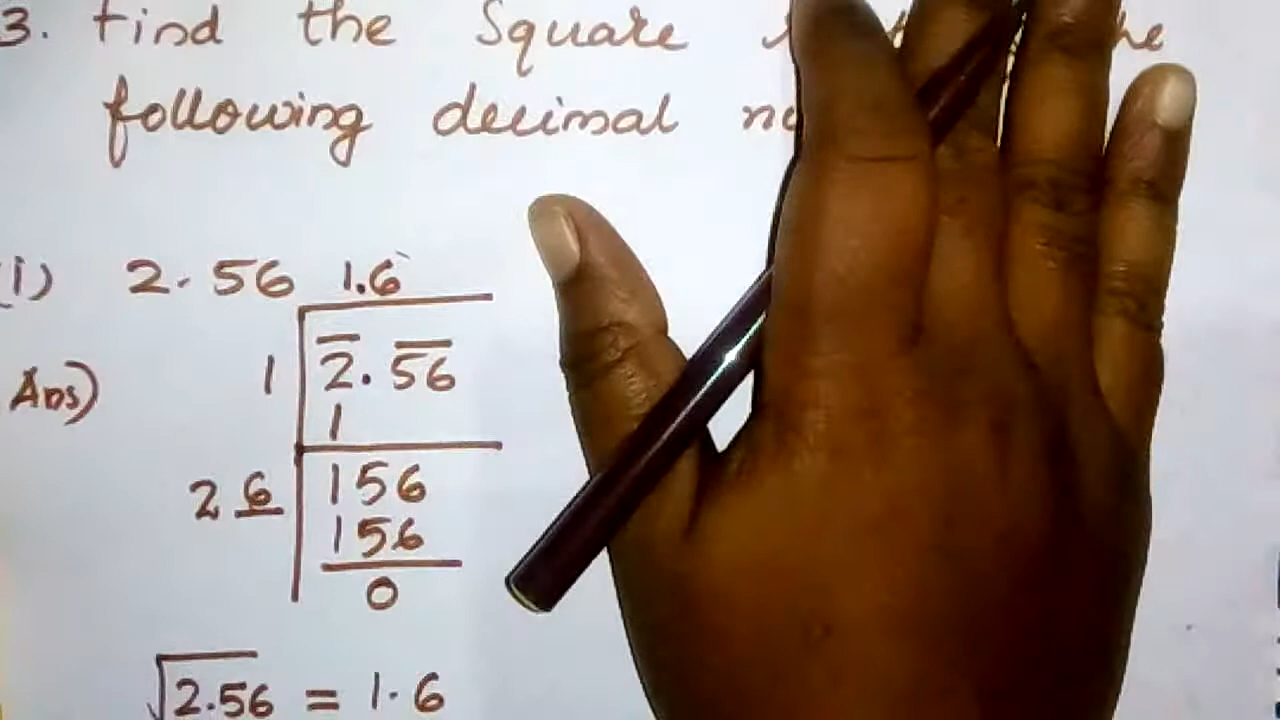 3. Find the Square he
following decimal
(i) 2.56 1.6
Ans) 1 2.56
1
26 156
156
0
√2.56 = 1.6